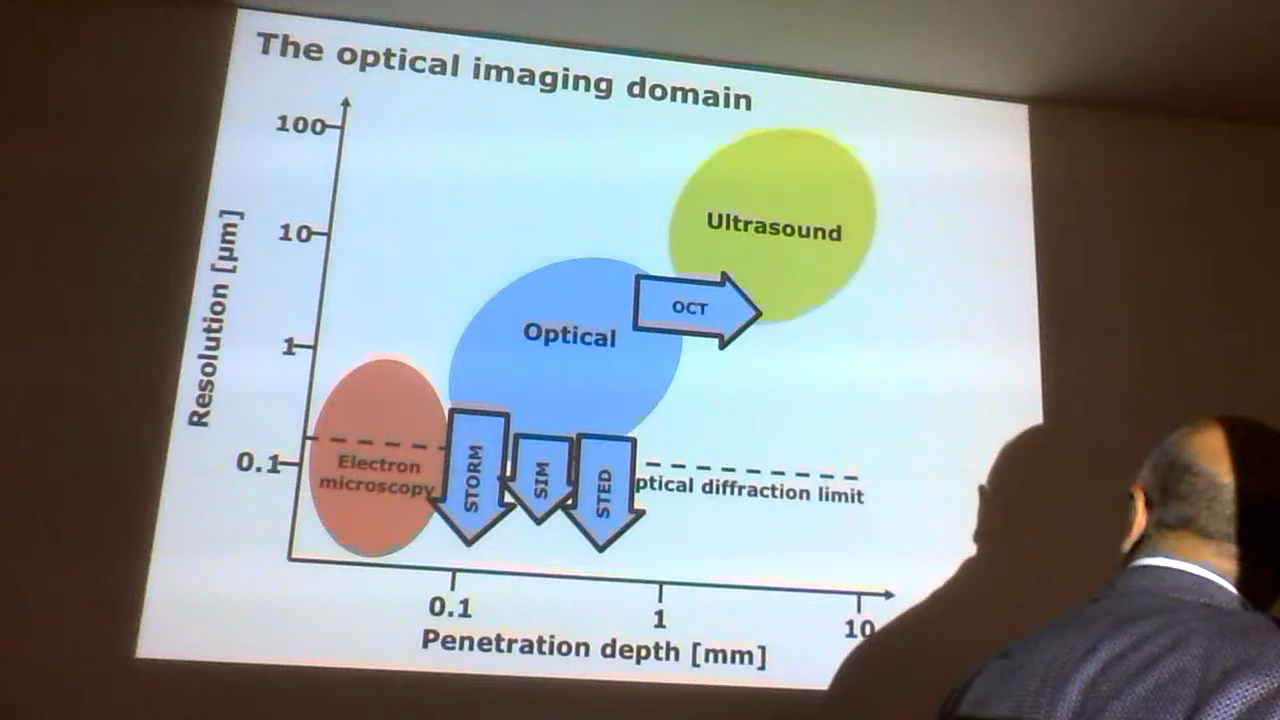 The optical imaging domain
100
10
1
0.1
Resolution [µm]
Ultrasound
OCT
Optical
Electron
microscopy
STORM
SIM
STED
ptical diffraction limit
0.1
1
10
Penetration depth [mm]